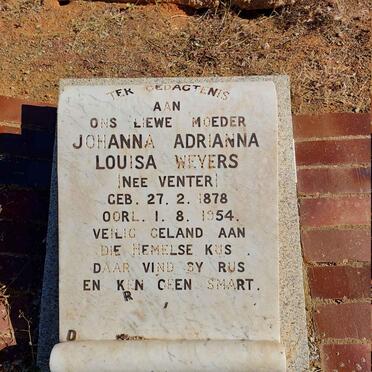 TER GEDAGTENIS
AAN
ONS LIEWE MOEDER
JOHANNA ADRIANNA
LOUISA WEYERS
(NEE VENTER)
GEB. 27. 2. 1878
OORL. 1. 8. 1954.
VEILIG GELAND AAN
DIE HEMELSE KUS.
DAAR VIND SY RUS
EN KEN GEEN SMART.
R
D